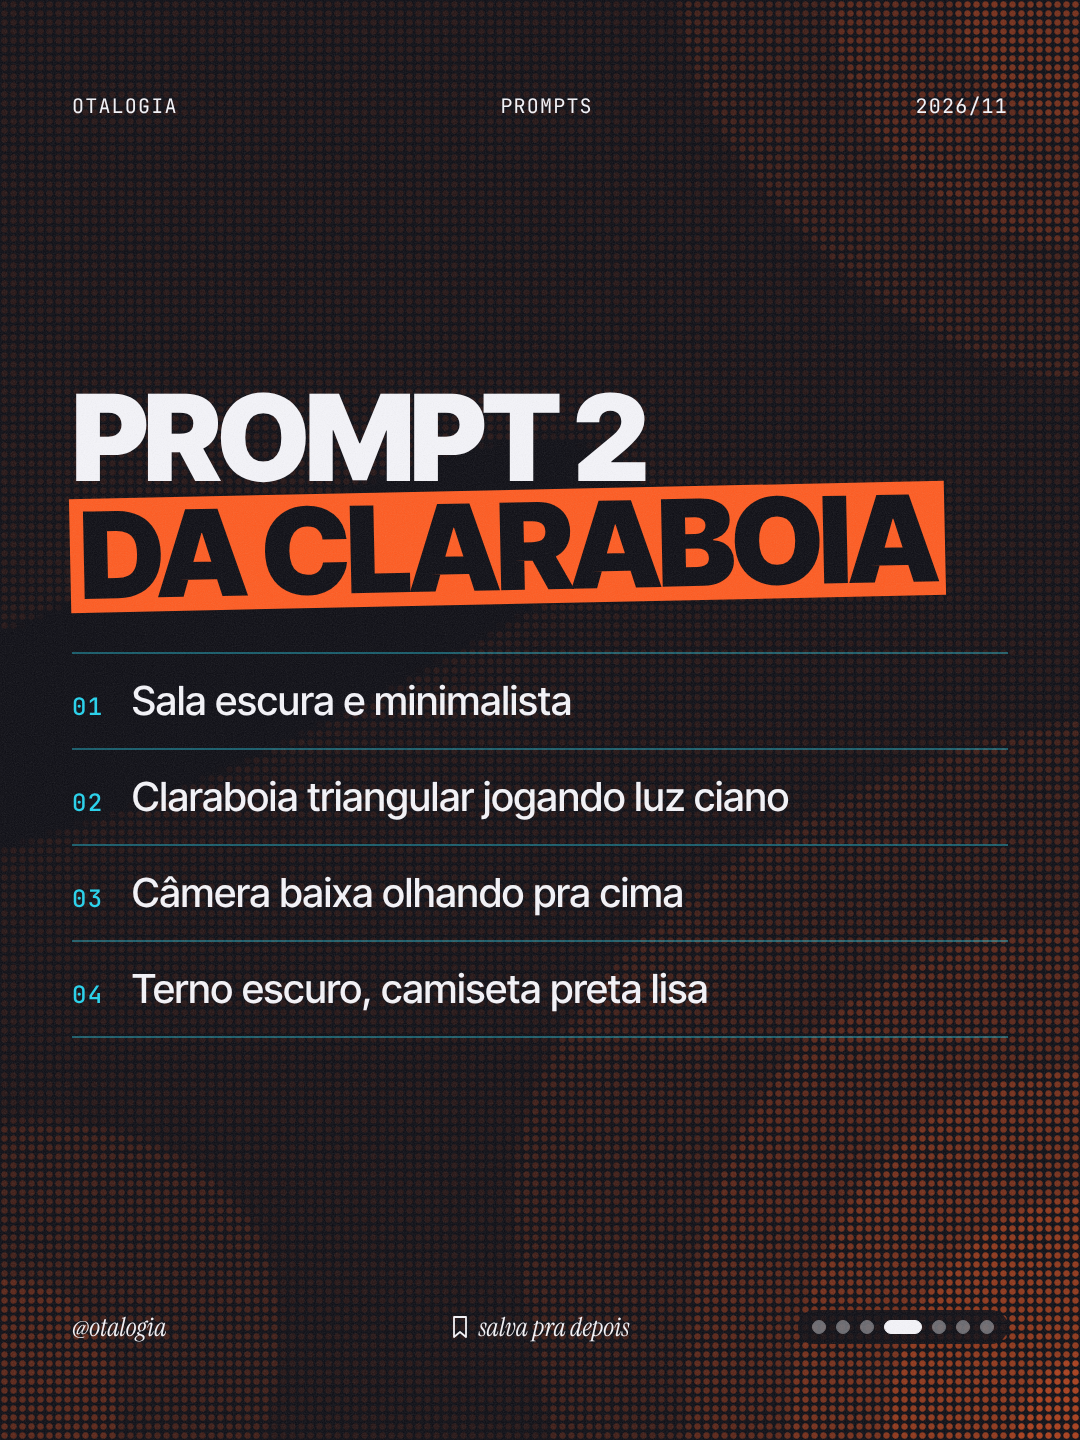 OTALOGIA PROMPTS 2026/11
PROMPT 2
DA CLARABOIA
01 Sala escura e minimalista
02 Claraboia triangular jogando luz ciano
03 Câmera baixa olhando pra cima
04 Terno escuro, camiseta preta lisa
@otalogia salva pra depois